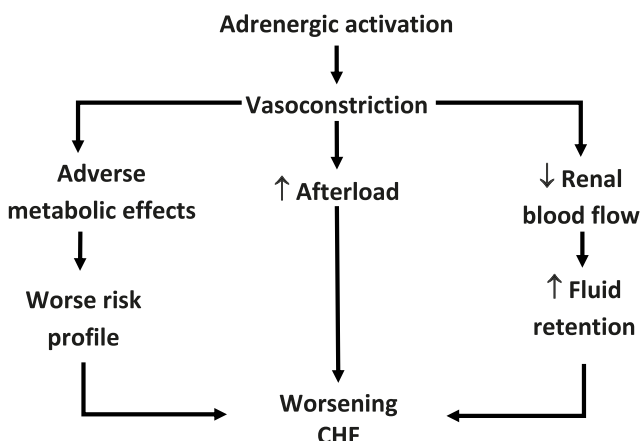 Adrenergic activation
Vasoconstriction
Adverse
metabolic effects
↑ Afterload
↓ Renal
blood flow
Worse risk
profile
↑ Fluid
retention
Worsening
CHF